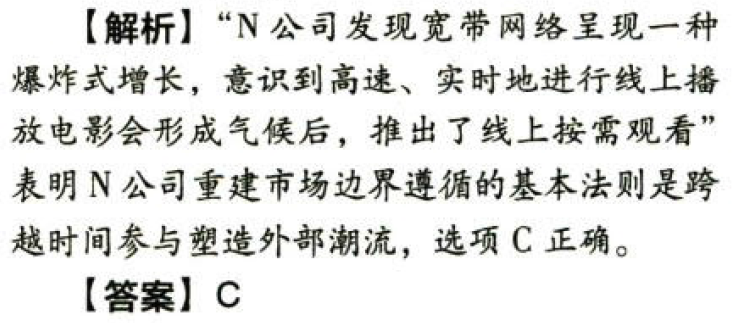 【解析】“N公司发现宽带网络呈现一种
爆炸式增长，意识到高速、实时地进行线上播
放电影会形成气候后，推出了线上按需观看”
表明N公司重建市场边界遵循的基本法则是跨
越时间参与塑造外部潮流，选项C正确。
【答案】C